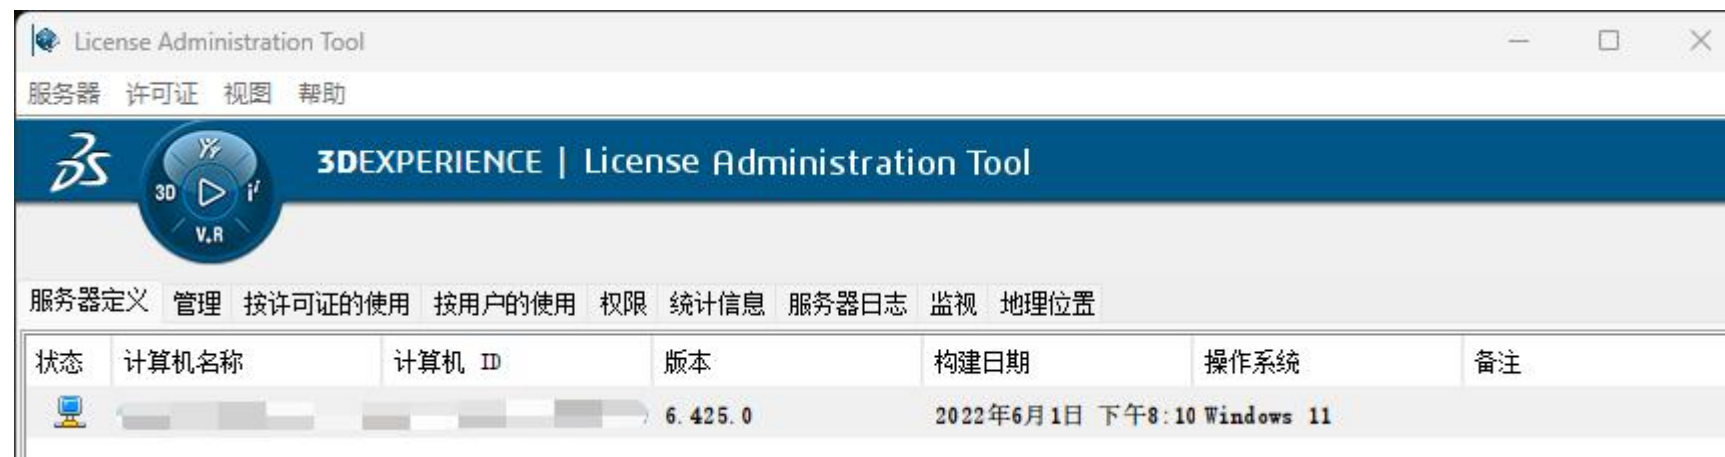 License Administration Tool
服务器 许可证 视图 帮助
3DEXPERIENCE | License Administration Tool
3D i′
V.R
服务器定义 管理 按许可证的使用 按用户的使用 权限 统计信息 服务器日志 监视 地理位置
状态 计算机名称 计算机 ID 版本 构建日期 操作系统 备注
6.425.0 2022年6月1日 下午8:10 Windows 11